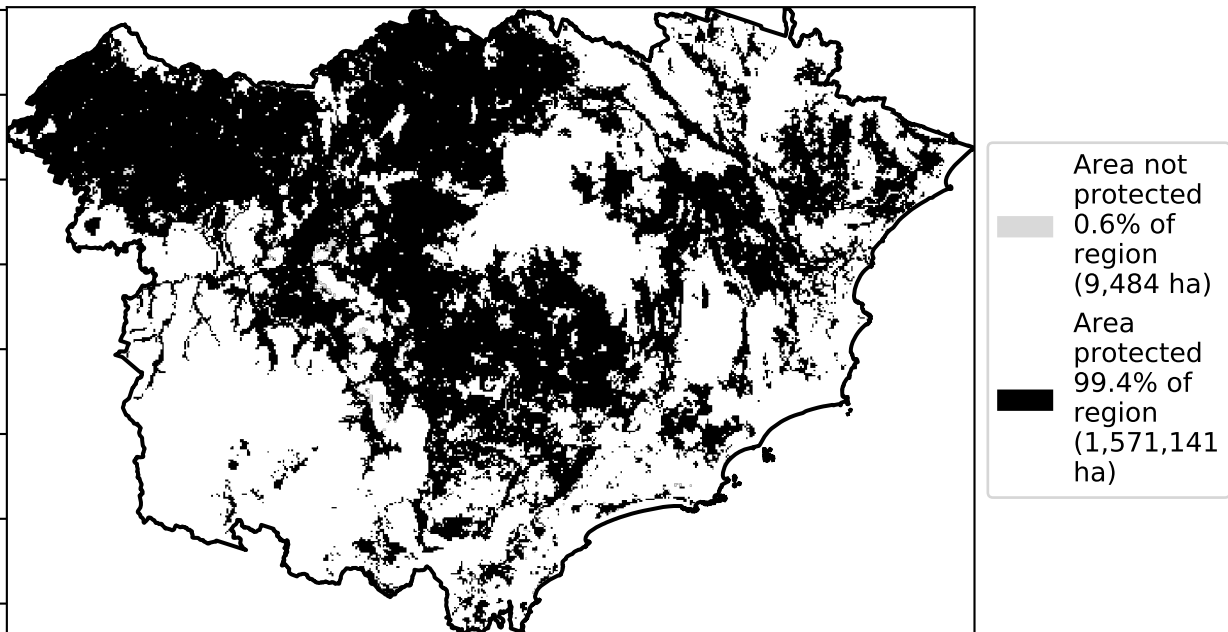 Area not
protected
0.6% of
region
(9,484 ha)
Area
protected
99.4% of
region
(1,571,141
ha)